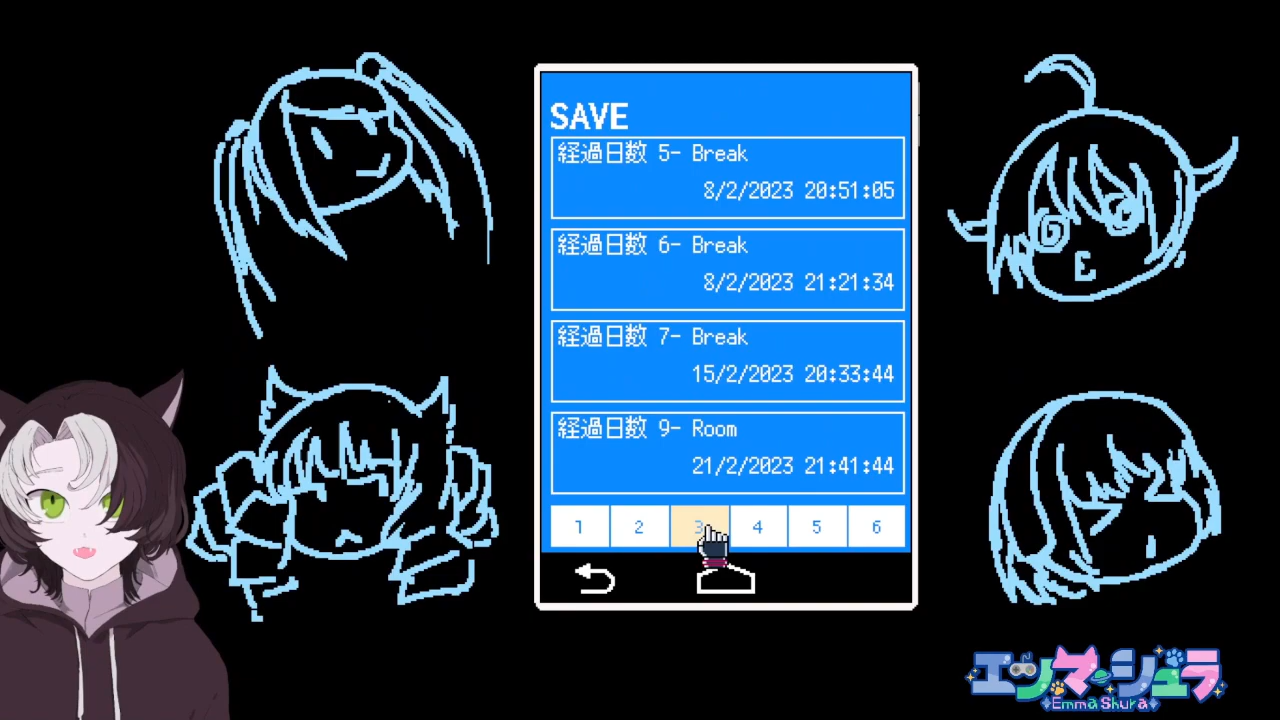 SAVE
経過日数 5- Break
8/2/2023 20:51:05
経過日数 6- Break
8/2/2023 21:21:34
経過日数 7- Break
15/2/2023 20:33:44
経過日数 9- Room
21/2/2023 21:41:44
1 2 3 4 5 6
エンマ・シュラ
Emma Shura